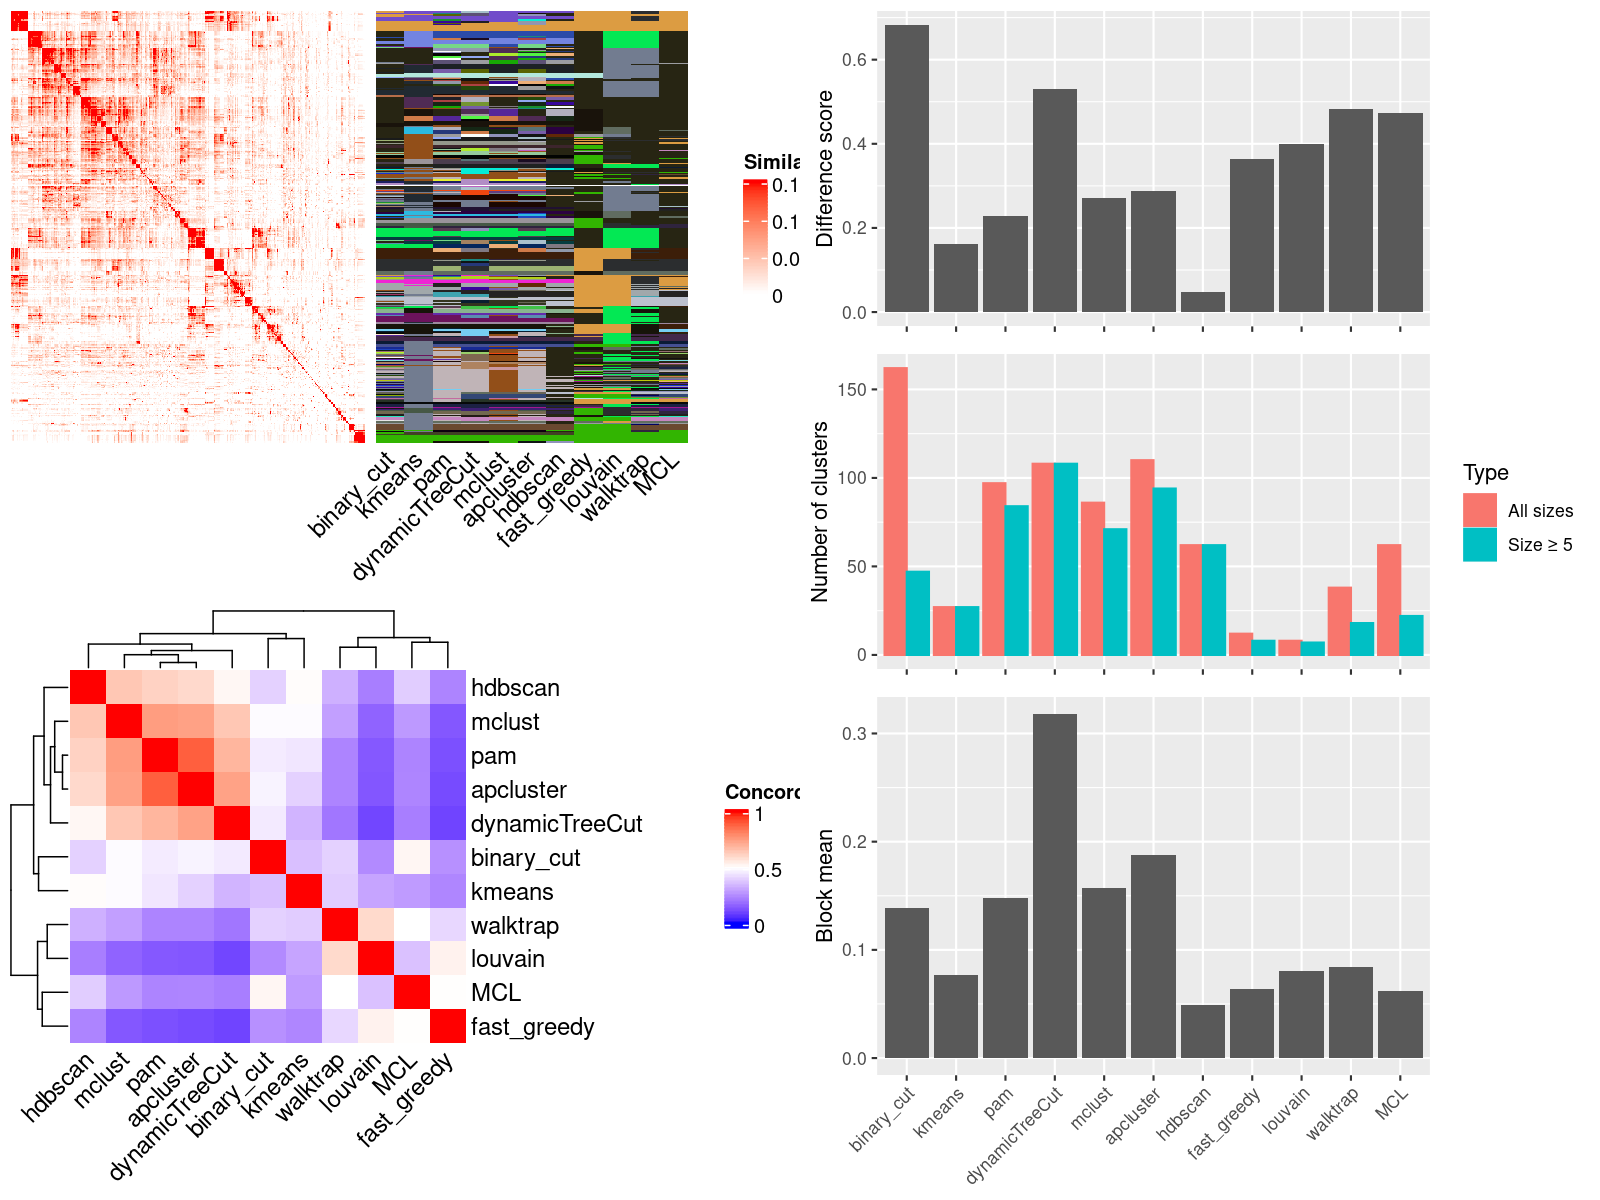 Simila
0.1
0.1
0.0
0
binary_cut
kmeans
pam
dynamicTreeCut
mclust
apcluster
hdbscan
fast_greedy
louvain
walktrap
MCL
hdbscan
mclust
pam
apcluster
dynamicTreeCut
binary_cut
kmeans
walktrap
louvain
MCL
fast_greedy
hdbscan
mclust
pam
apcluster
dynamicTreeCut
binary_cut
kmeans
walktrap
louvain
MCL
fast_greedy
Concord
1
0.5
0
Difference score
0.6
0.4
0.2
0.0
Number of clusters
150
100
50
0
Type
All sizes
Size ≥ 5
Block mean
0.3
0.2
0.1
0.0
binary_cut
kmeans
pam
dynamicTreeCut
mclust
apcluster
hdbscan
fast_greedy
louvain
walktrap
MCL